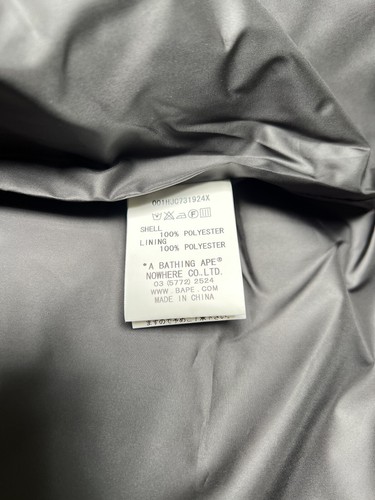 001HJG731924X
SHELL
100% POLYESTER
LINING
100% POLYESTER
*A BATHING APE®
NOWHERE CO.LTD.
03 (5772) 2524
WWW.BAPE.COM
MADE IN CHINA